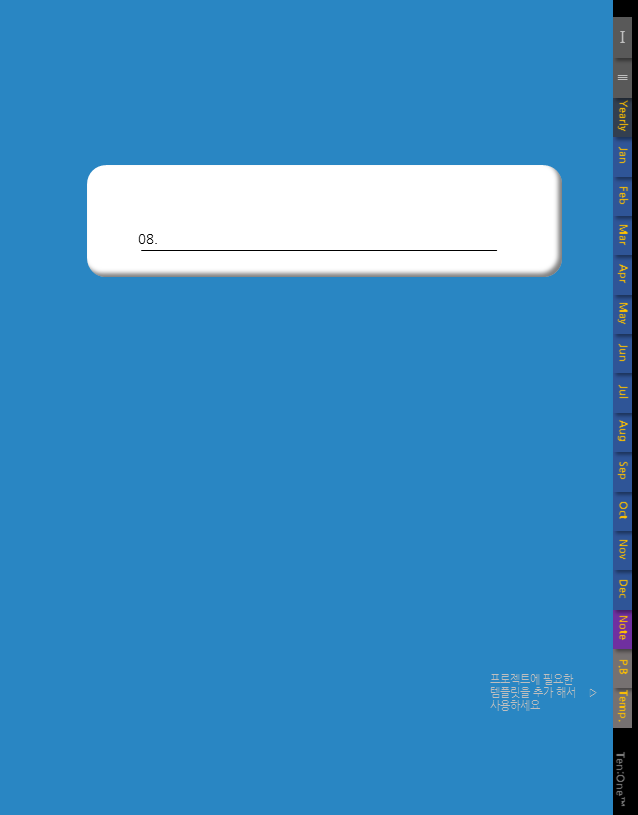 08.
프로젝트에 필요한
템플릿을 추가 해서 >
사용하세요
I
≡
Yearly
Jan
Feb
Mar
Apr
May
Jun
Jul
Aug
Sep
Oct
Nov
Dec
Note
P.B
Temp.
Ten:One™